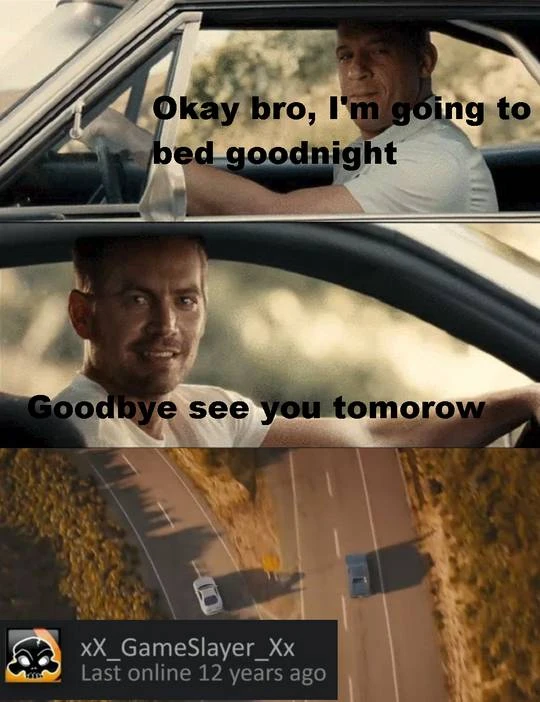 Okay bro, I'm going to
bed goodnight
Goodbye see you tomorow
xX_GameSlayer_Xx
Last online 12 years ago